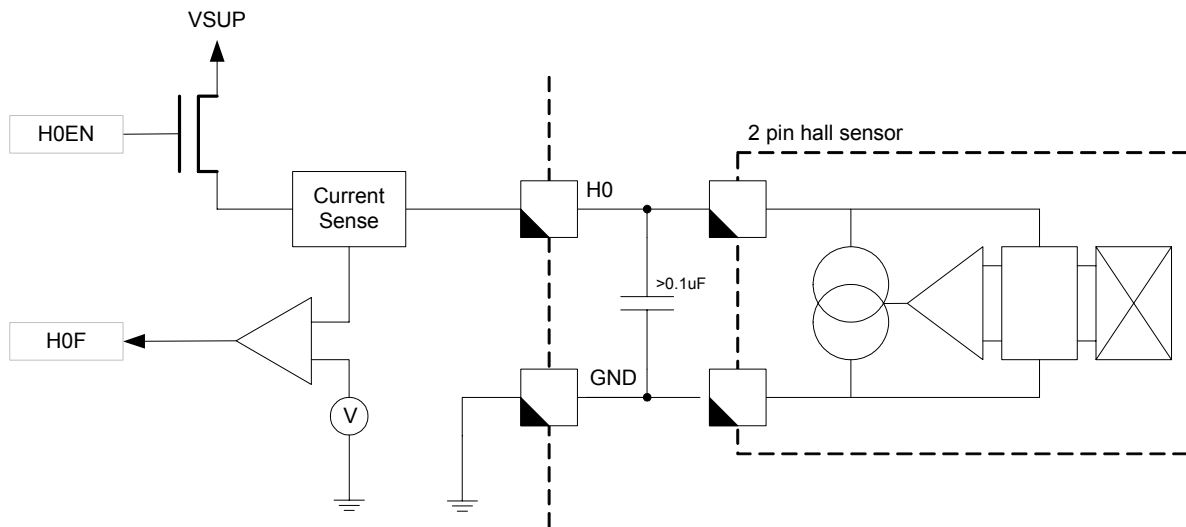 VSUP
H0EN
2 pin hall sensor
Current
Sense
H0
>0.1uF
H0F
GND
V